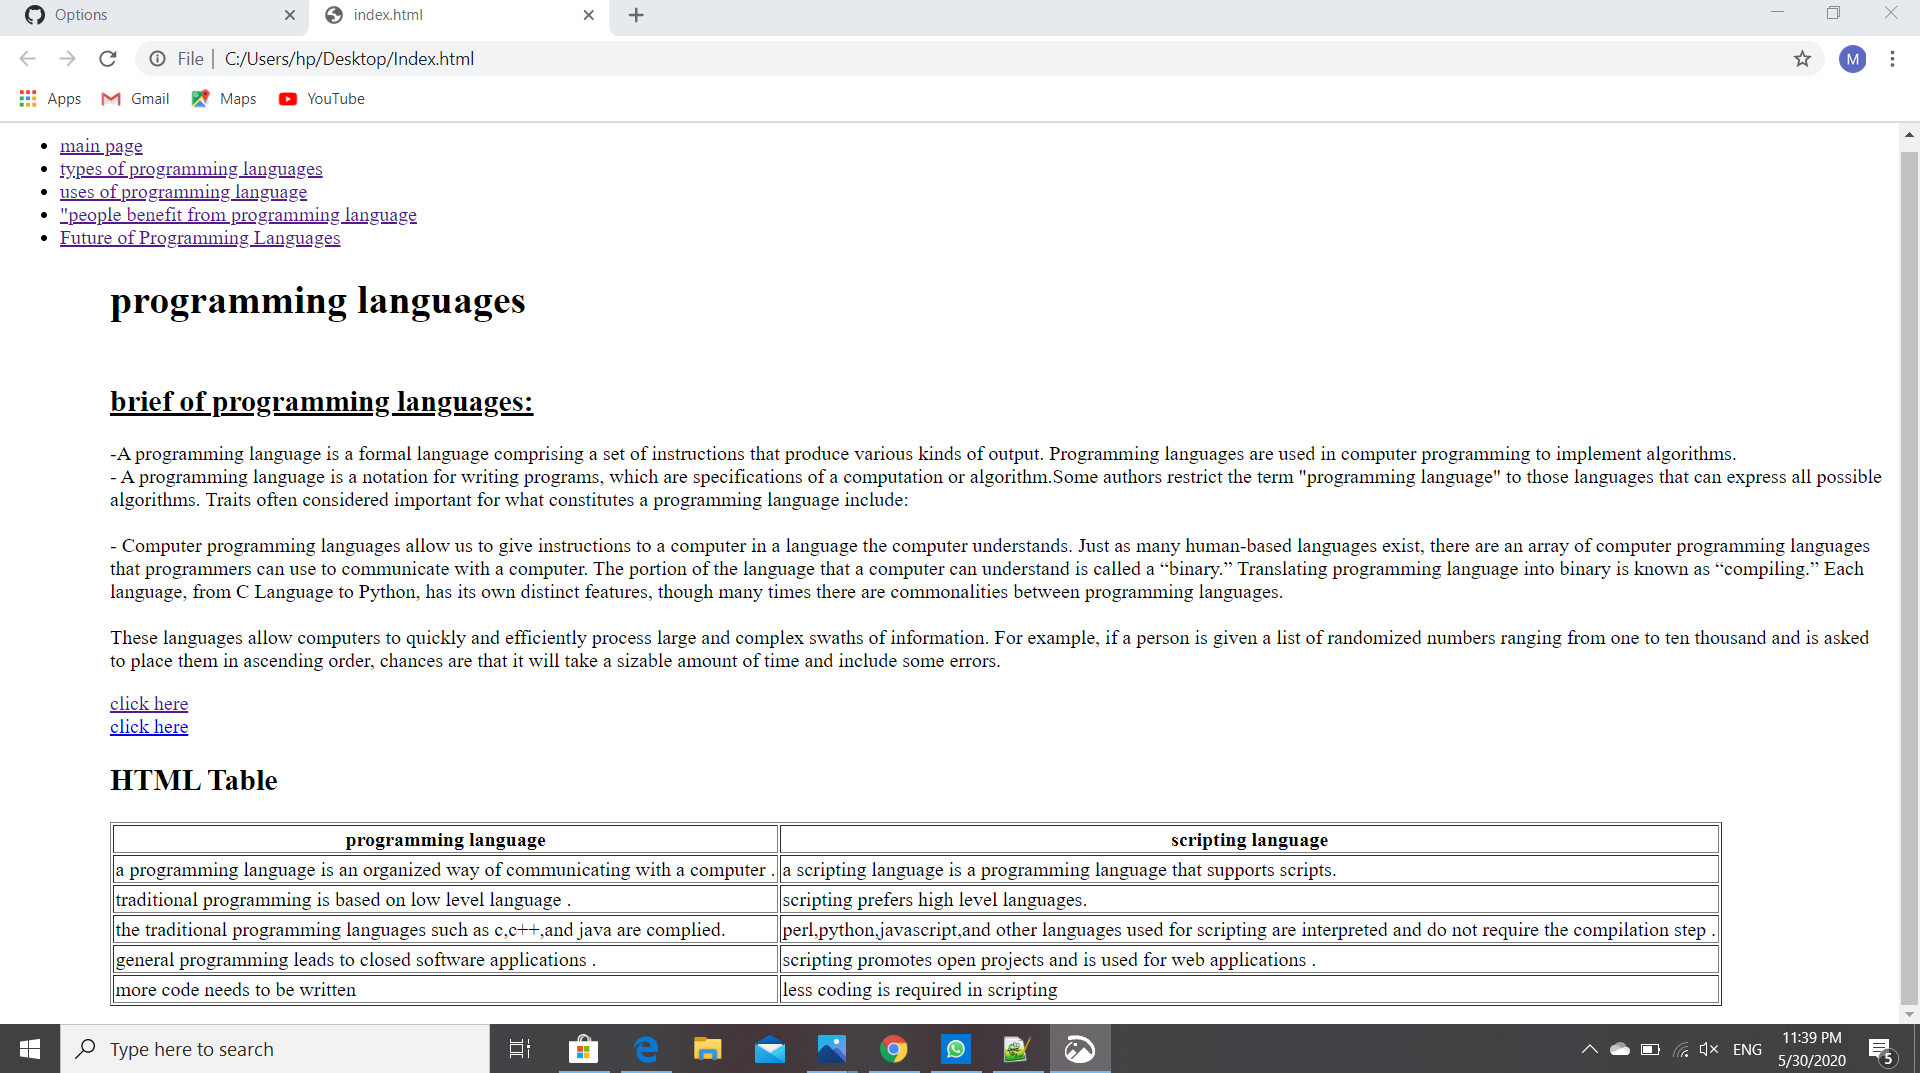 Options
index.html
File | C:/Users/hp/Desktop/Index.html
M
Apps Gmail Maps YouTube
main page
types of programming languages
uses of programming language
"people benefit from programming language
Future of Programming Languages
programming languages
brief of programming languages:
-A programming language is a formal language comprising a set of instructions that produce various kinds of output. Programming languages are used in computer programming to implement algorithms.
- A programming language is a notation for writing programs, which are specifications of a computation or algorithm.Some authors restrict the term "programming language" to those languages that can express all possible
algorithms. Traits often considered important for what constitutes a programming language include:
- Computer programming languages allow us to give instructions to a computer in a language the computer understands. Just as many human-based languages exist, there are an array of computer programming languages
that programmers can use to communicate with a computer. The portion of the language that a computer can understand is called a “binary.” Translating programming language into binary is known as “compiling.” Each
language, from C Language to Python, has its own distinct features, though many times there are commonalities between programming languages.
These languages allow computers to quickly and efficiently process large and complex swaths of information. For example, if a person is given a list of randomized numbers ranging from one to ten thousand and is asked
to place them in ascending order, chances are that it will take a sizable amount of time and include some errors.
click here
click here
HTML Table
programming language scripting language
a programming language is an organized way of communicating with a computer . a scripting language is a programming language that supports scripts.
traditional programming is based on low level language . scripting prefers high level languages.
the traditional programming languages such as c,c++,and java are complied. perl,python,javascript,and other languages used for scripting are interpreted and do not require the compilation step .
general programming leads to closed software applications . scripting promotes open projects and is used for web applications .
more code needs to be written less coding is required in scripting
Type here to search
ENG
11:39 PM
5/30/2020
5